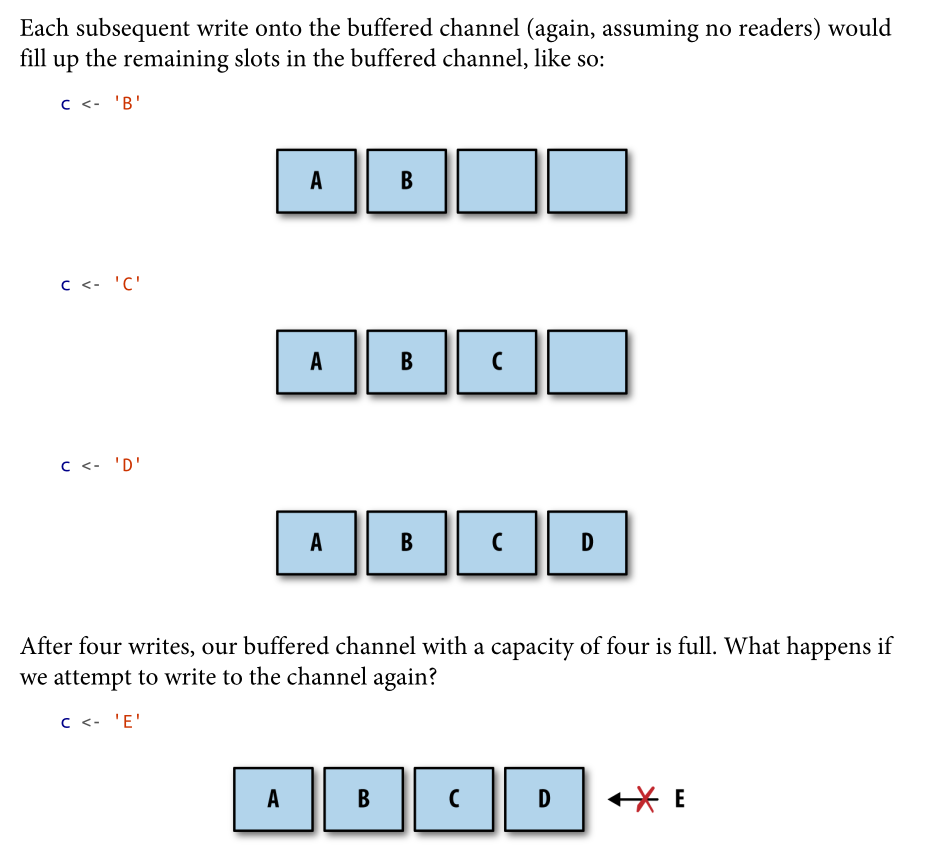 Each subsequent write onto the buffered channel (again, assuming no readers) would
fill up the remaining slots in the buffered channel, like so:
c <- 'B'
A B
c <- 'C'
A B C
c <- 'D'
A B C D
After four writes, our buffered channel with a capacity of four is full. What happens if
we attempt to write to the channel again?
c <- 'E'
A B C D E